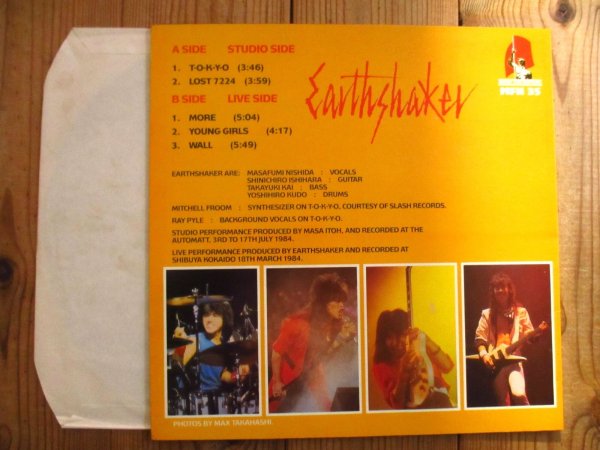 A SIDE STUDIO SIDE
1. T-O-K-Y-O (3:46)
2. LOST 7224 (3:59)
B SIDE LIVE SIDE
1. MORE (5:04)
2. YOUNG GIRLS (4:17)
3. WALL (5:49)
Earthshaker
MFN 35
EARTHSHAKER ARE: MASAFUMI NISHIDA : VOCALS
SHINICHIRO ISHIHARA : GUITAR
TAKAYUKI KAI : BASS
YOSHIHIRO KUDO : DRUMS
MITCHELL FROOM : SYNTHESIZER ON T-O-K-Y-O. COURTESY OF SLASH RECORDS.
RAY PYLE : BACKGROUND VOCALS ON T-O-K-Y-O.
STUDIO PERFORMANCE PRODUCED BY MASA ITOH, AND RECORDED AT THE
AUTOMATT, 3RD TO 17TH JULY 1984.
LIVE PERFORMANCE PRODUCED BY EARTHSHAKER AND RECORDED AT
SHIBUYA KOKAIDO 18TH MARCH 1984.
PHOTOS BY MAX TAKAHASHI.